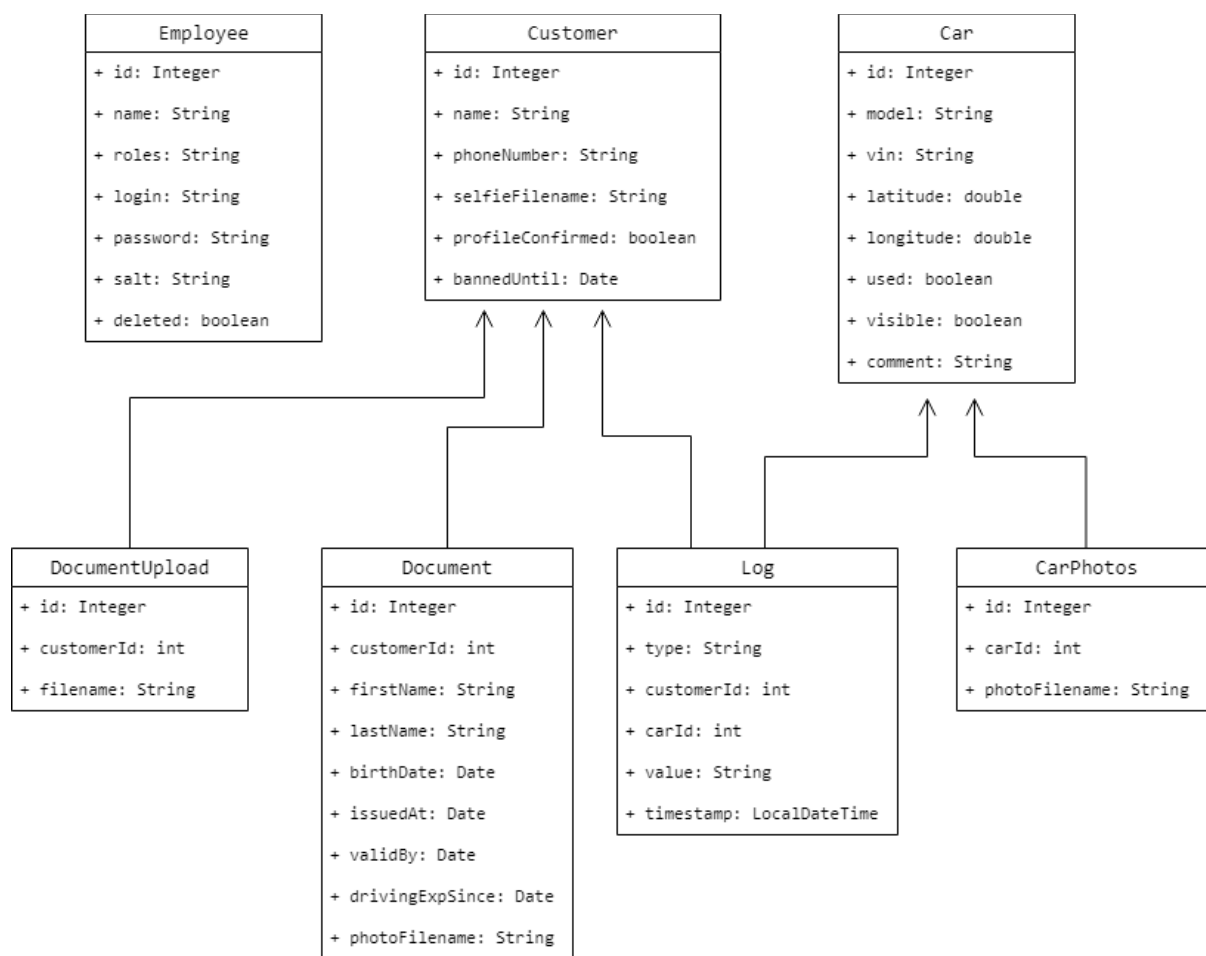 Employee
+ id: Integer
+ name: String
+ roles: String
+ login: String
+ password: String
+ salt: String
+ deleted: boolean
Customer
+ id: Integer
+ name: String
+ phoneNumber: String
+ selfieFilename: String
+ profileConfirmed: boolean
+ bannedUntil: Date
Car
+ id: Integer
+ model: String
+ vin: String
+ latitude: double
+ longitude: double
+ used: boolean
+ visible: boolean
+ comment: String
DocumentUpload
+ id: Integer
+ customerId: int
+ filename: String
Document
+ id: Integer
+ customerId: int
+ firstName: String
+ lastName: String
+ birthDate: Date
+ issuedAt: Date
+ validBy: Date
+ drivingExpSince: Date
+ photoFilename: String
Log
+ id: Integer
+ type: String
+ customerId: int
+ carId: int
+ value: String
+ timestamp: LocalDateTime
CarPhotos
+ id: Integer
+ carId: int
+ photoFilename: String